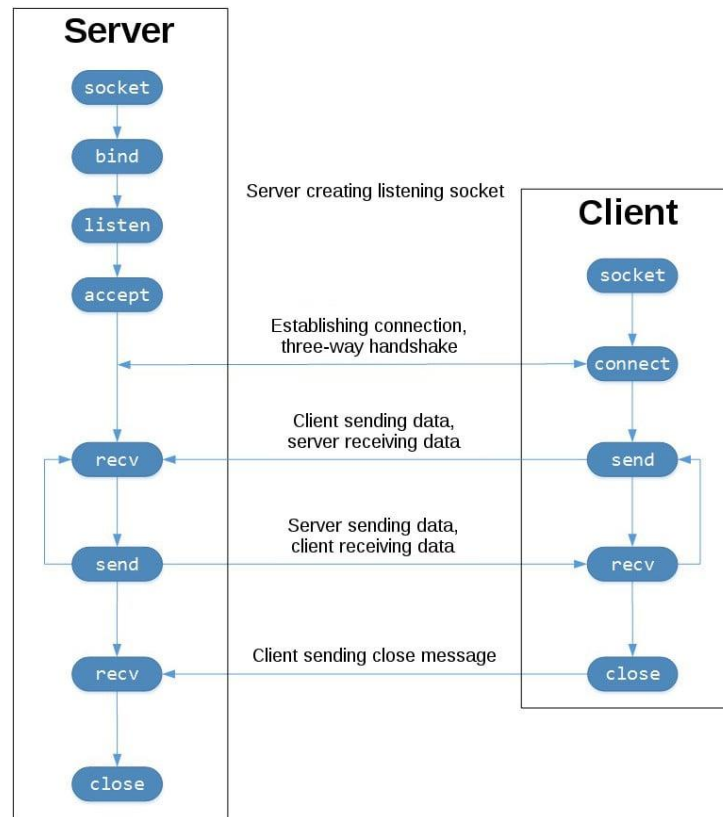 Server
socket
bind
Server creating listening socket
listen
Client
socket
accept
Establishing connection,
three-way handshake
connect
Client sending data,
server receiving data
recv
send
Server sending data,
client receiving data
send
recv
Client sending close message
recv
close
close